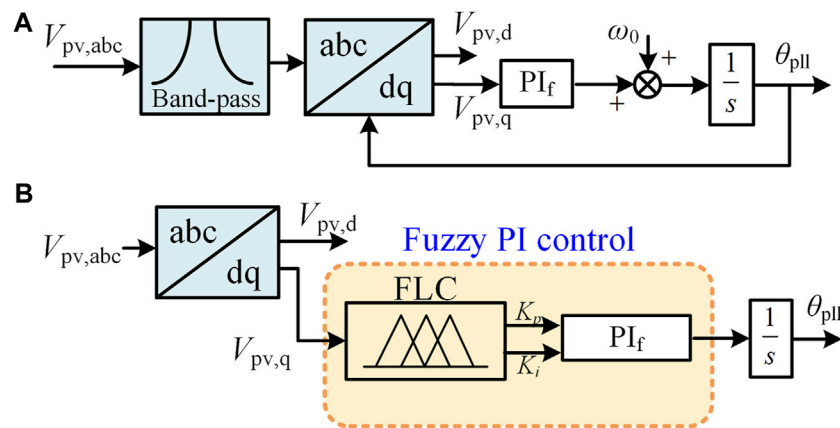 A
V_pv,abc
Band-pass
abc
dq
V_pv,d
V_pv,q
PI_f
ω_0
+
+
1
s
θ_pll
B
V_pv,abc
abc
dq
V_pv,d
V_pv,q
Fuzzy PI control
FLC
K_p
K_i
PI_f
1
s
θ_pll